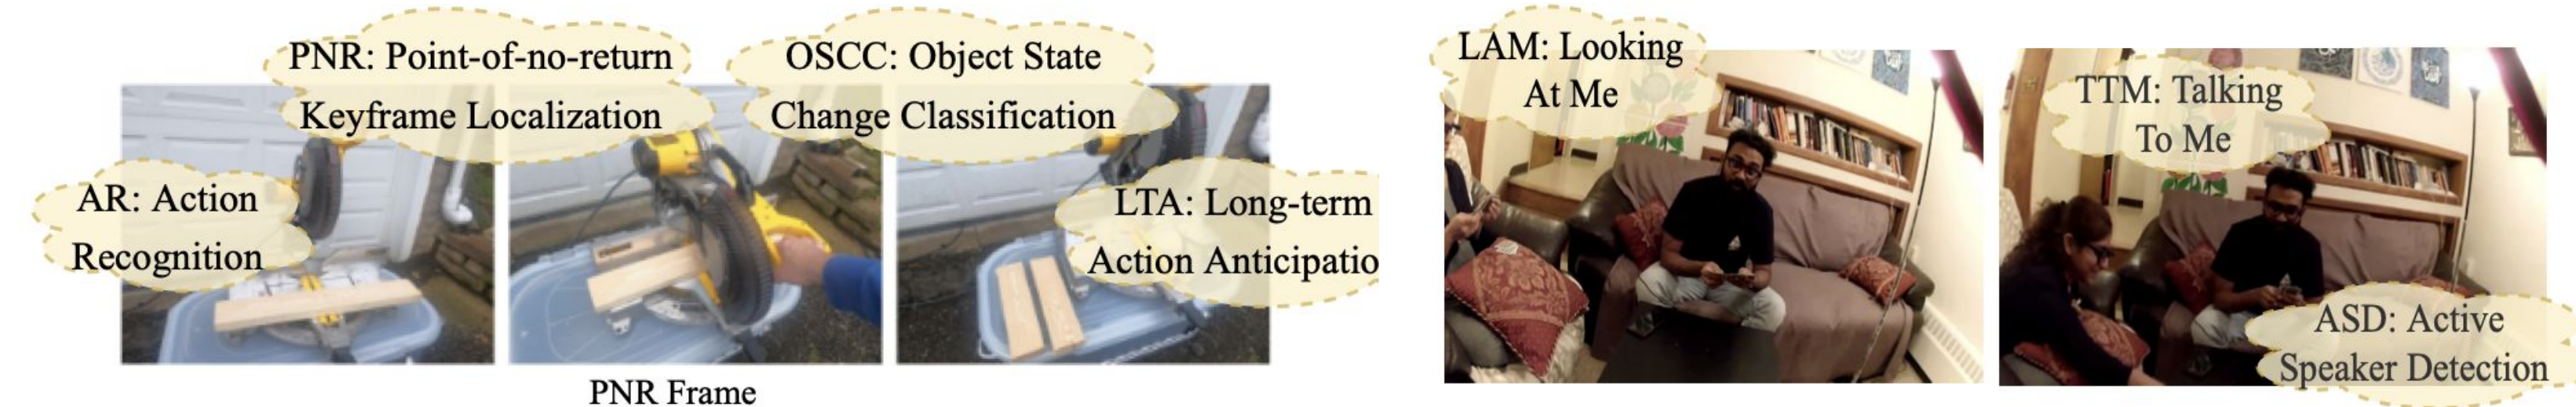 PNR: Point-of-no-return
Keyframe Localization
OSCC: Object State
Change Classification
AR: Action
Recognition
LTA: Long-term
Action Anticipatio
PNR Frame
LAM: Looking
At Me
TTM: Talking
To Me
ASD: Active
Speaker Detection